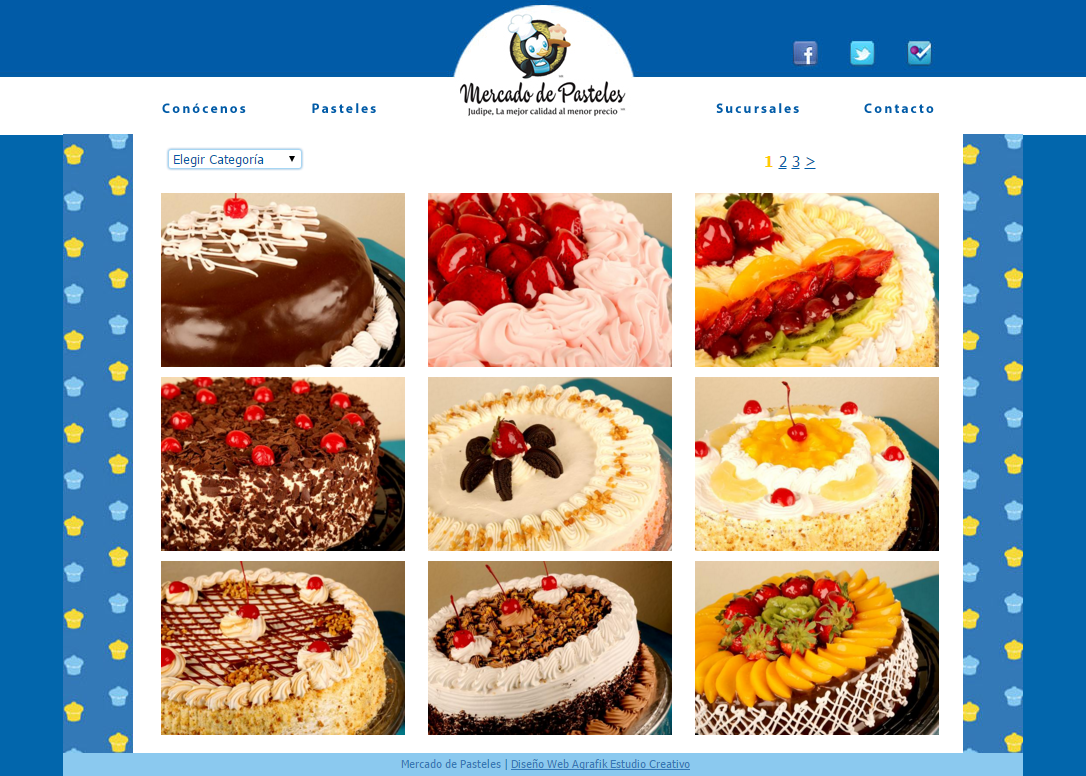 Mercado de Pasteles
Judipe, La mejor calidad al menor precio
Conócenos
Pasteles
Sucursales
Contacto
Elegir Categoría
1 2 3 >
Mercado de Pasteles | Diseño Web Agrafik Estudio Creativo